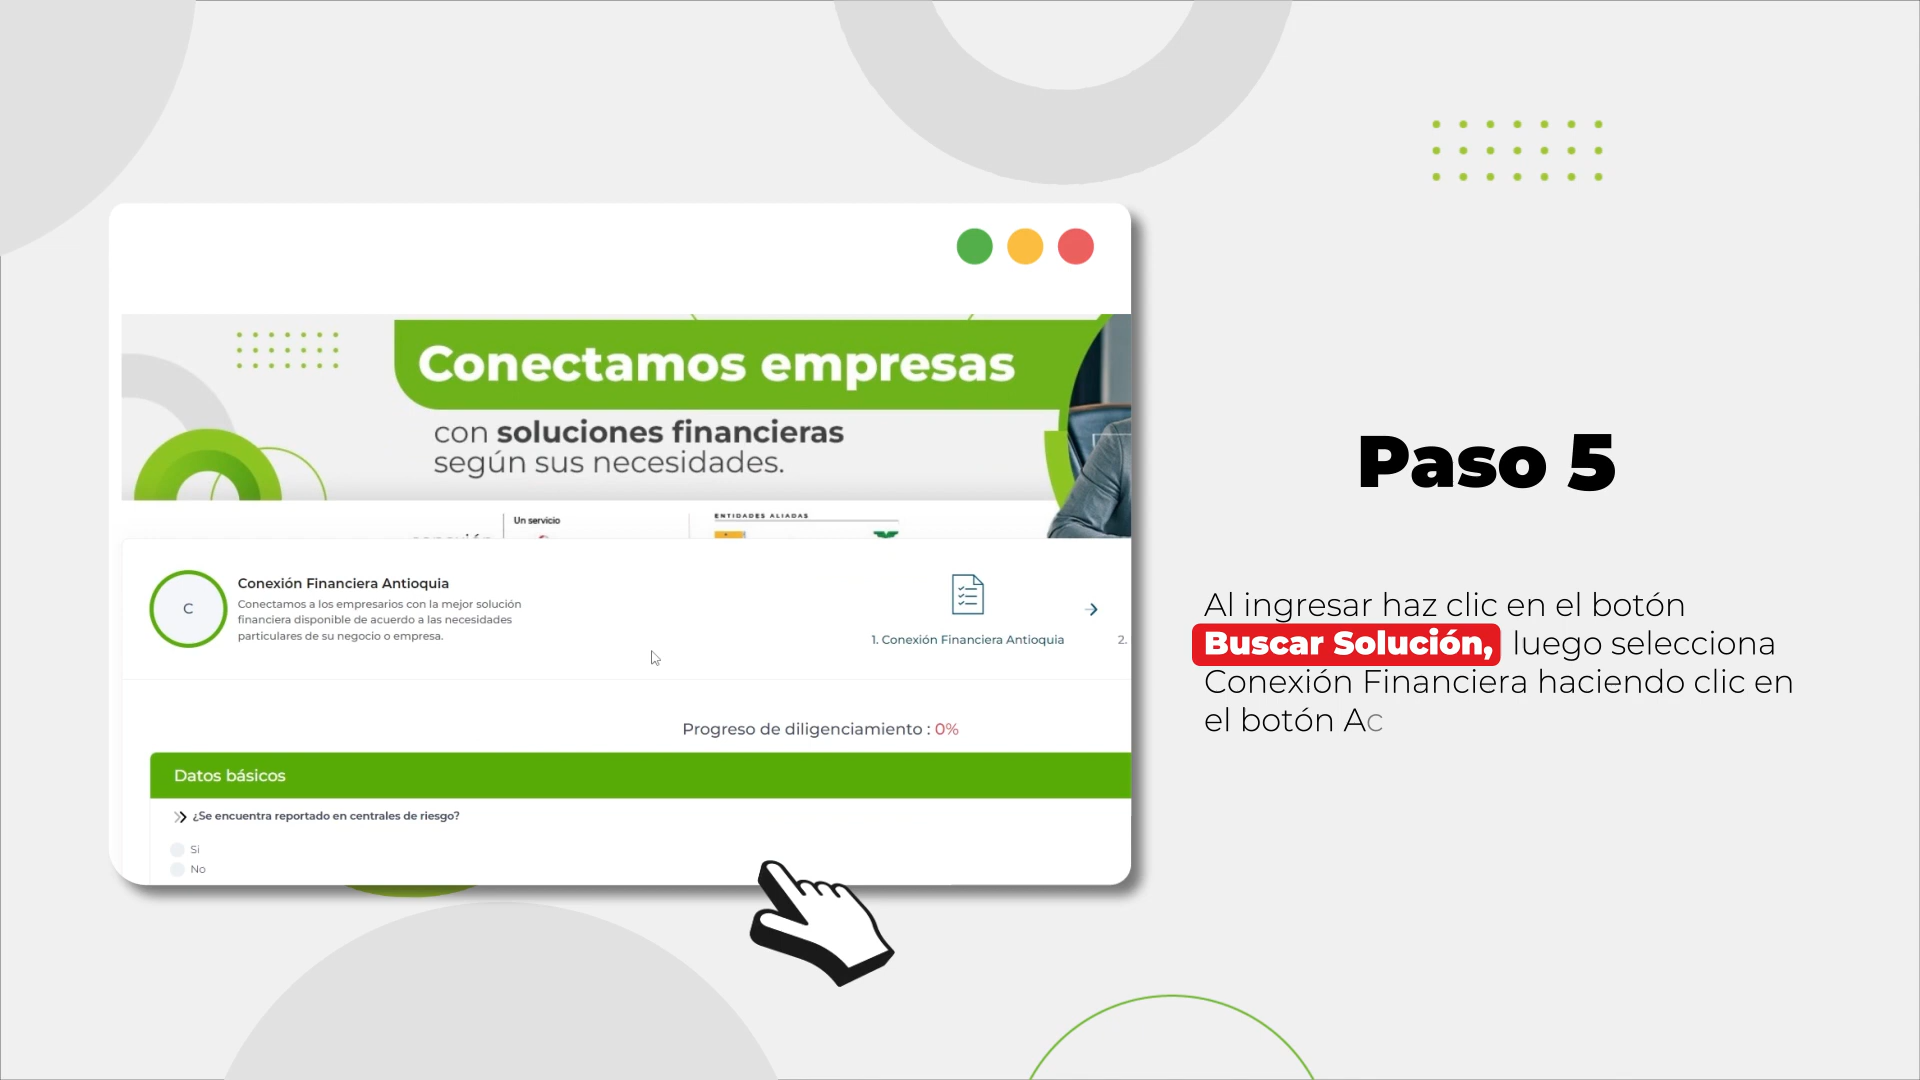 Conectamos empresas
con soluciones financieras
según sus necesidades.
Un servicio
ENTIDADES ALIADAS
C
Conexión Financiera Antioquia
Conectamos a los empresarios con la mejor solución
financiera disponible de acuerdo a las necesidades
particulares de su negocio o empresa.
1. Conexión Financiera Antioquia
2.
Progreso de diligenciamiento : 0%
Datos básicos
¿Se encuentra reportado en centrales de riesgo?
Si
No
Paso 5
Al ingresar haz clic en el botón
Buscar Solución, luego selecciona
Conexión Financiera haciendo clic en
el botón Ac